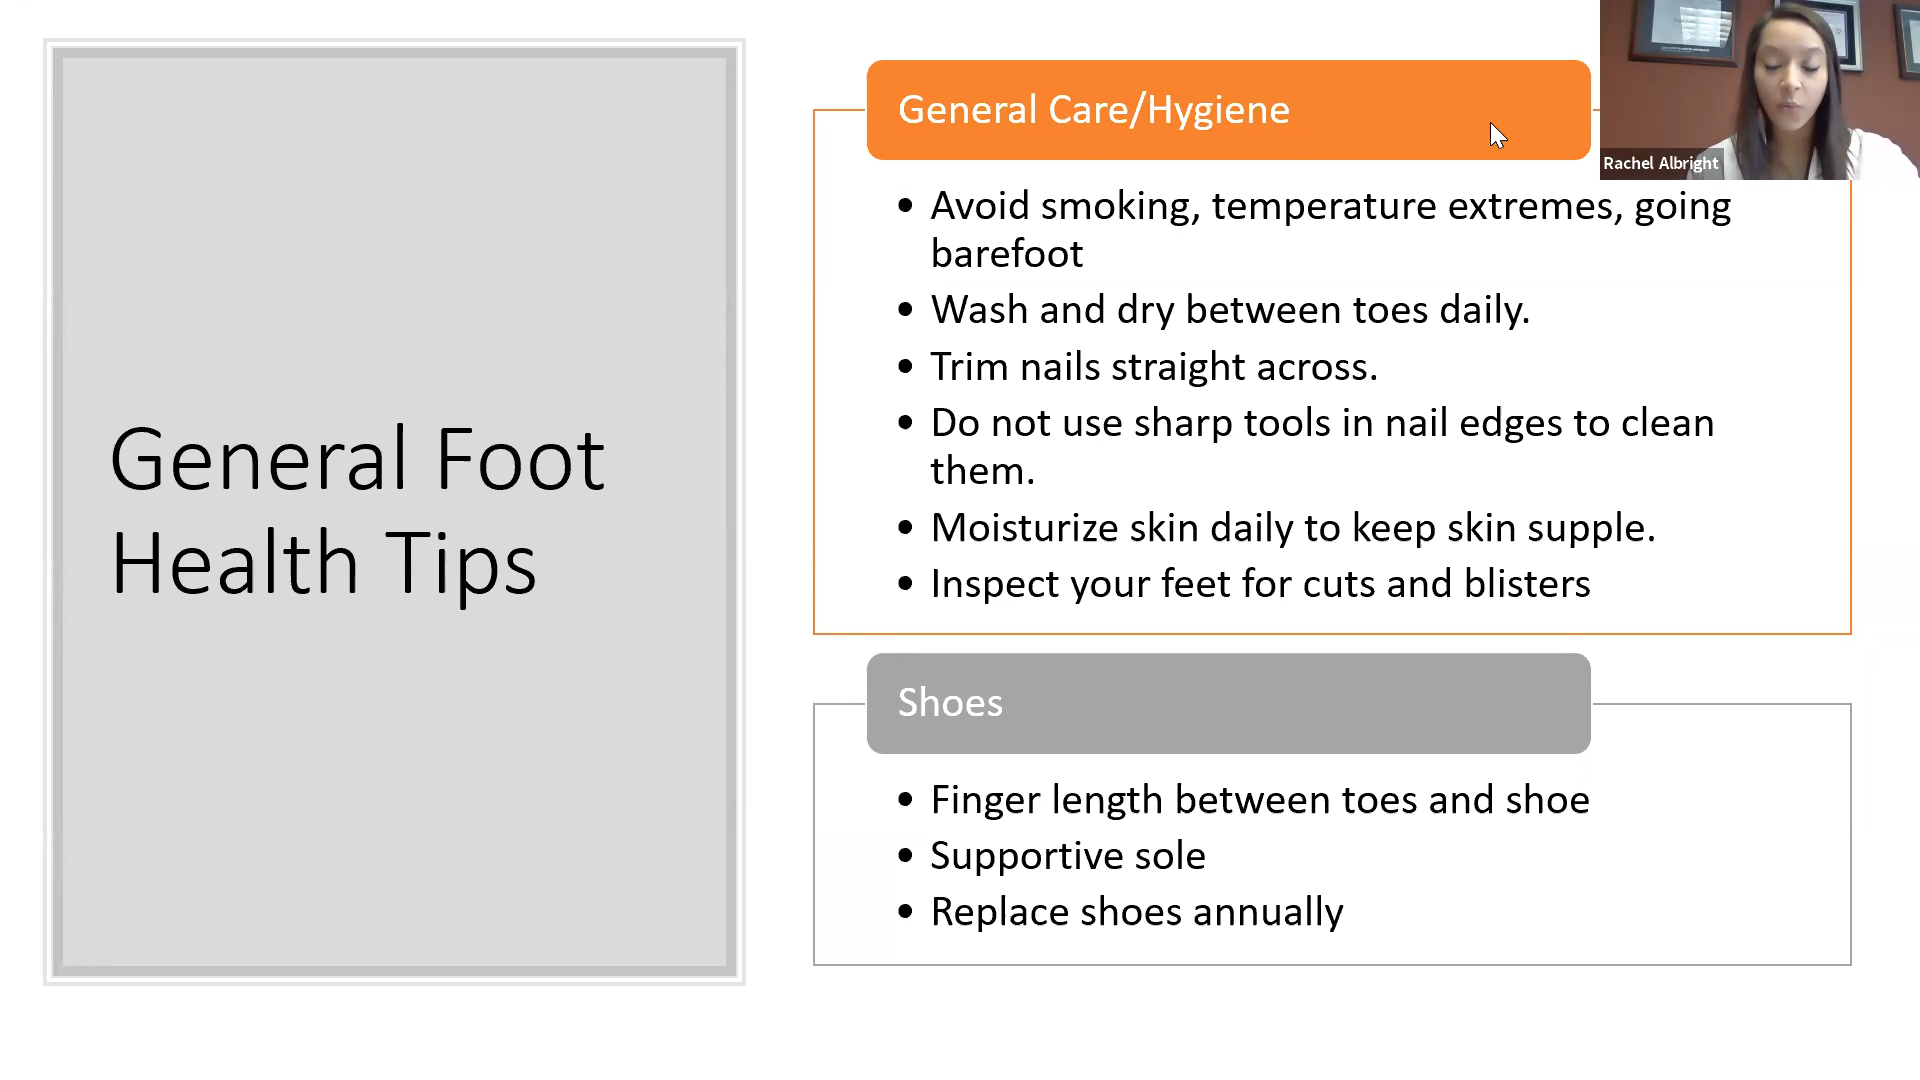 General Foot
Health Tips
General Care/Hygiene
• Avoid smoking, temperature extremes, going
barefoot
• Wash and dry between toes daily.
• Trim nails straight across.
• Do not use sharp tools in nail edges to clean
them.
• Moisturize skin daily to keep skin supple.
• Inspect your feet for cuts and blisters
Shoes
• Finger length between toes and shoe
• Supportive sole
• Replace shoes annually
Rachel Albright